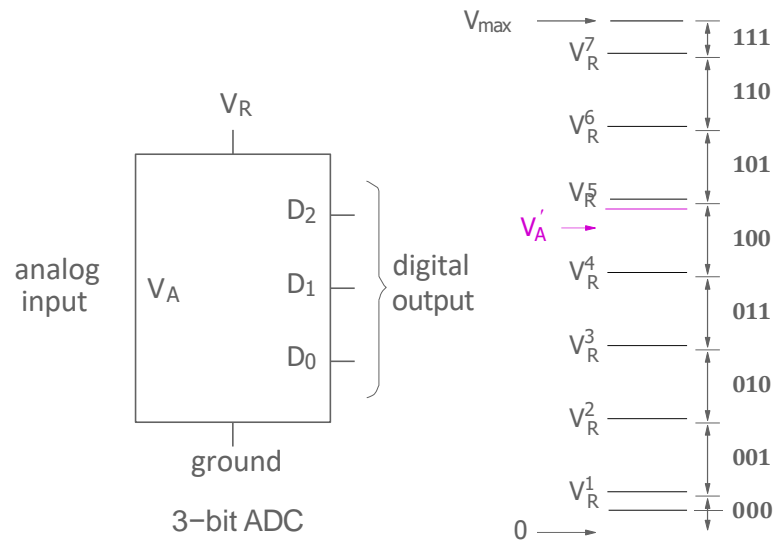 V_R
D_2
analog input
V_A
D_1
digital output
D_0
ground
3−bit ADC
V_max
V_R^7
V_R^6
V_R^5
V_A'
V_R^4
V_R^3
V_R^2
V_R^1
0
111
110
101
100
011
010
001
000